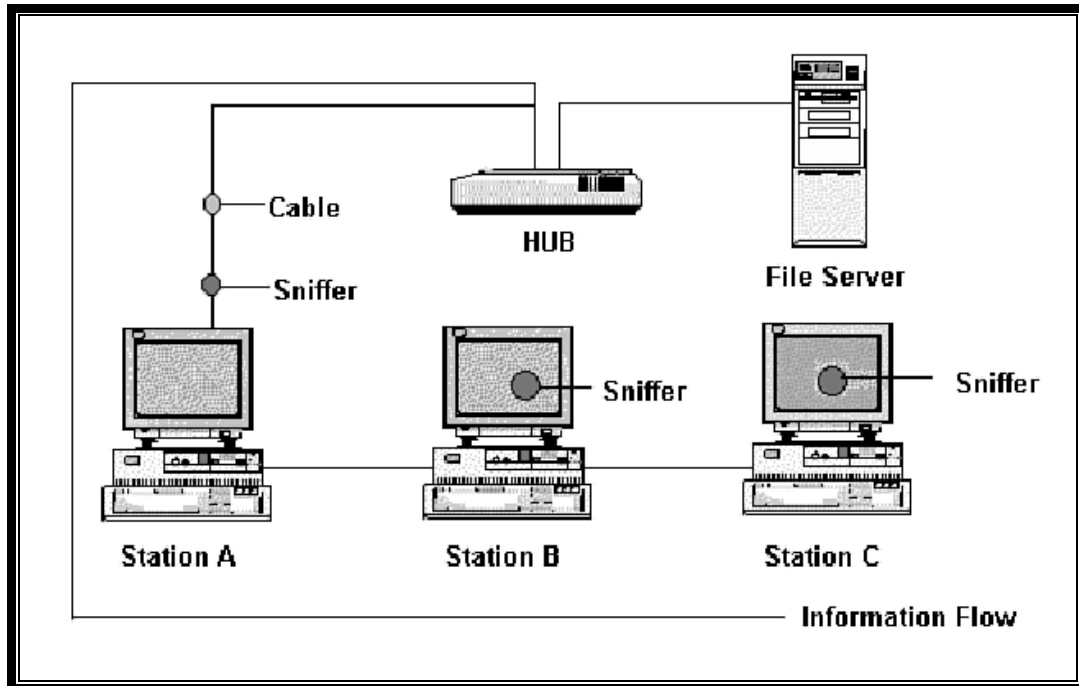 Cable
HUB
Sniffer
File Server
Sniffer
Sniffer
Station A
Station B
Station C
Information Flow